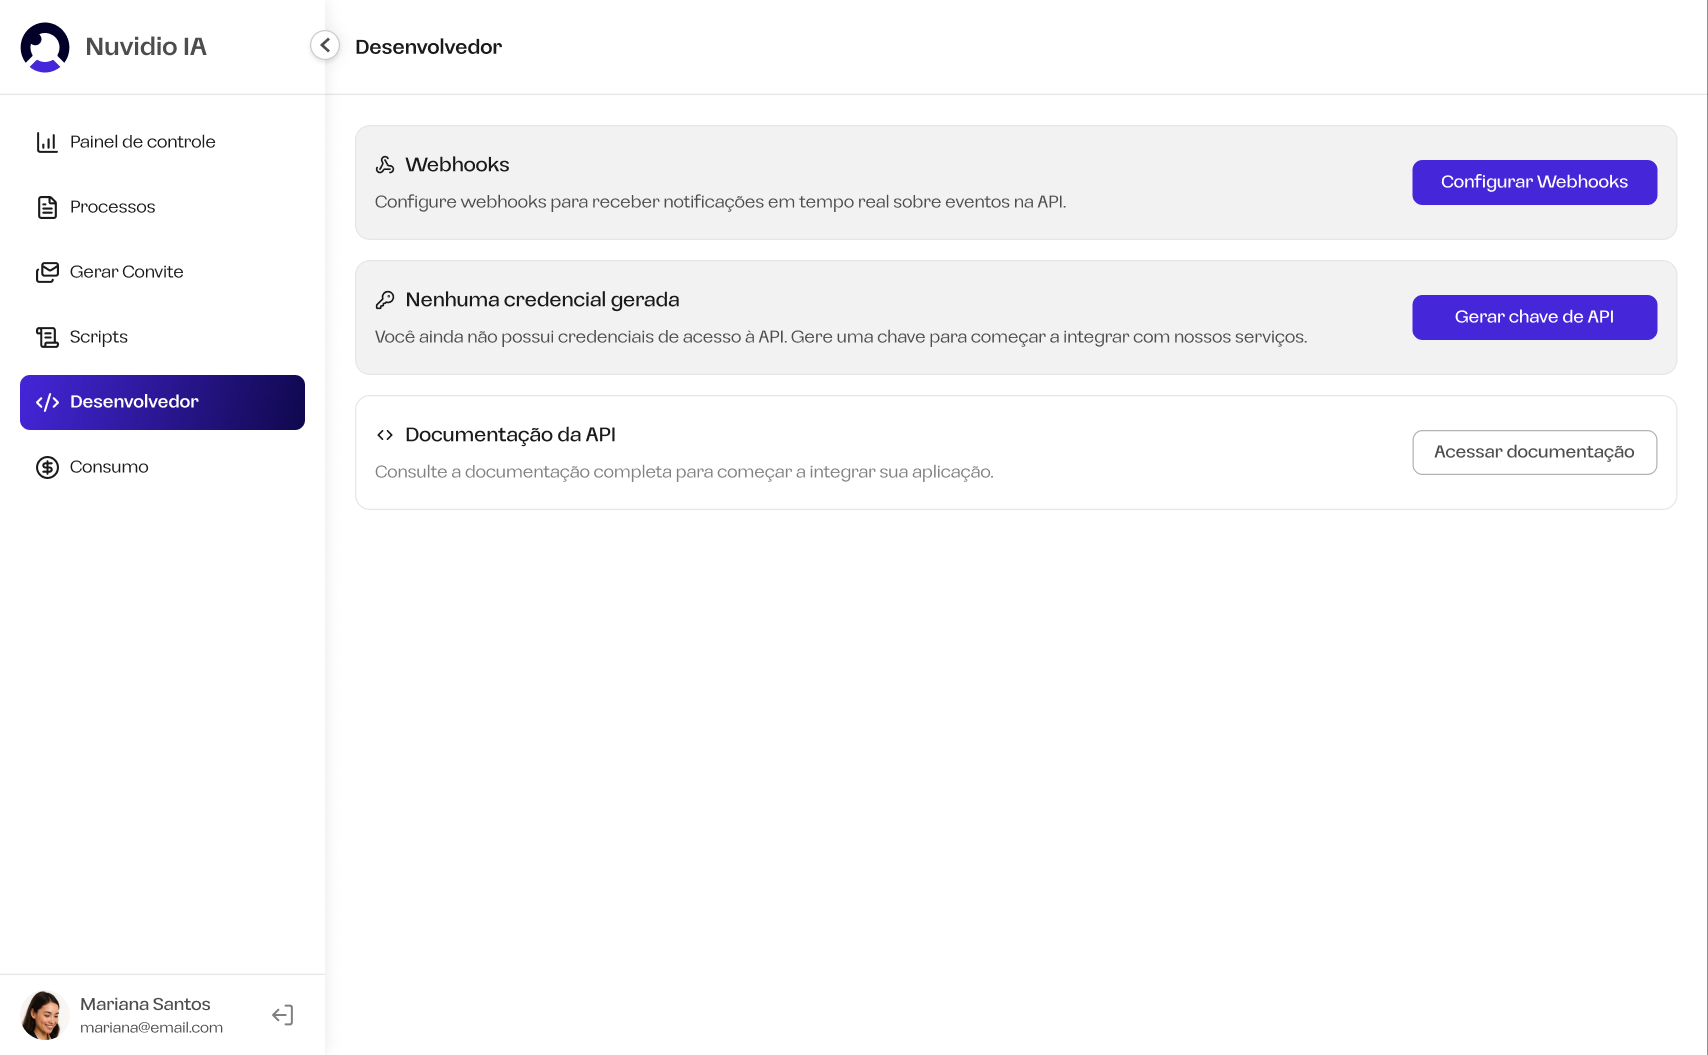 Nuvidio IA
Desenvolvedor
Painel de controle
Processos
Gerar Convite
Scripts
Desenvolvedor
Consumo
Webhooks
Configure webhooks para receber notificações em tempo real sobre eventos na API.
Configurar Webhooks
Nenhuma credencial gerada
Você ainda não possui credenciais de acesso à API. Gere uma chave para começar a integrar com nossos serviços.
Gerar chave de API
Documentação da API
Consulte a documentação completa para começar a integrar sua aplicação.
Acessar documentação
Mariana Santos
mariana@email.com